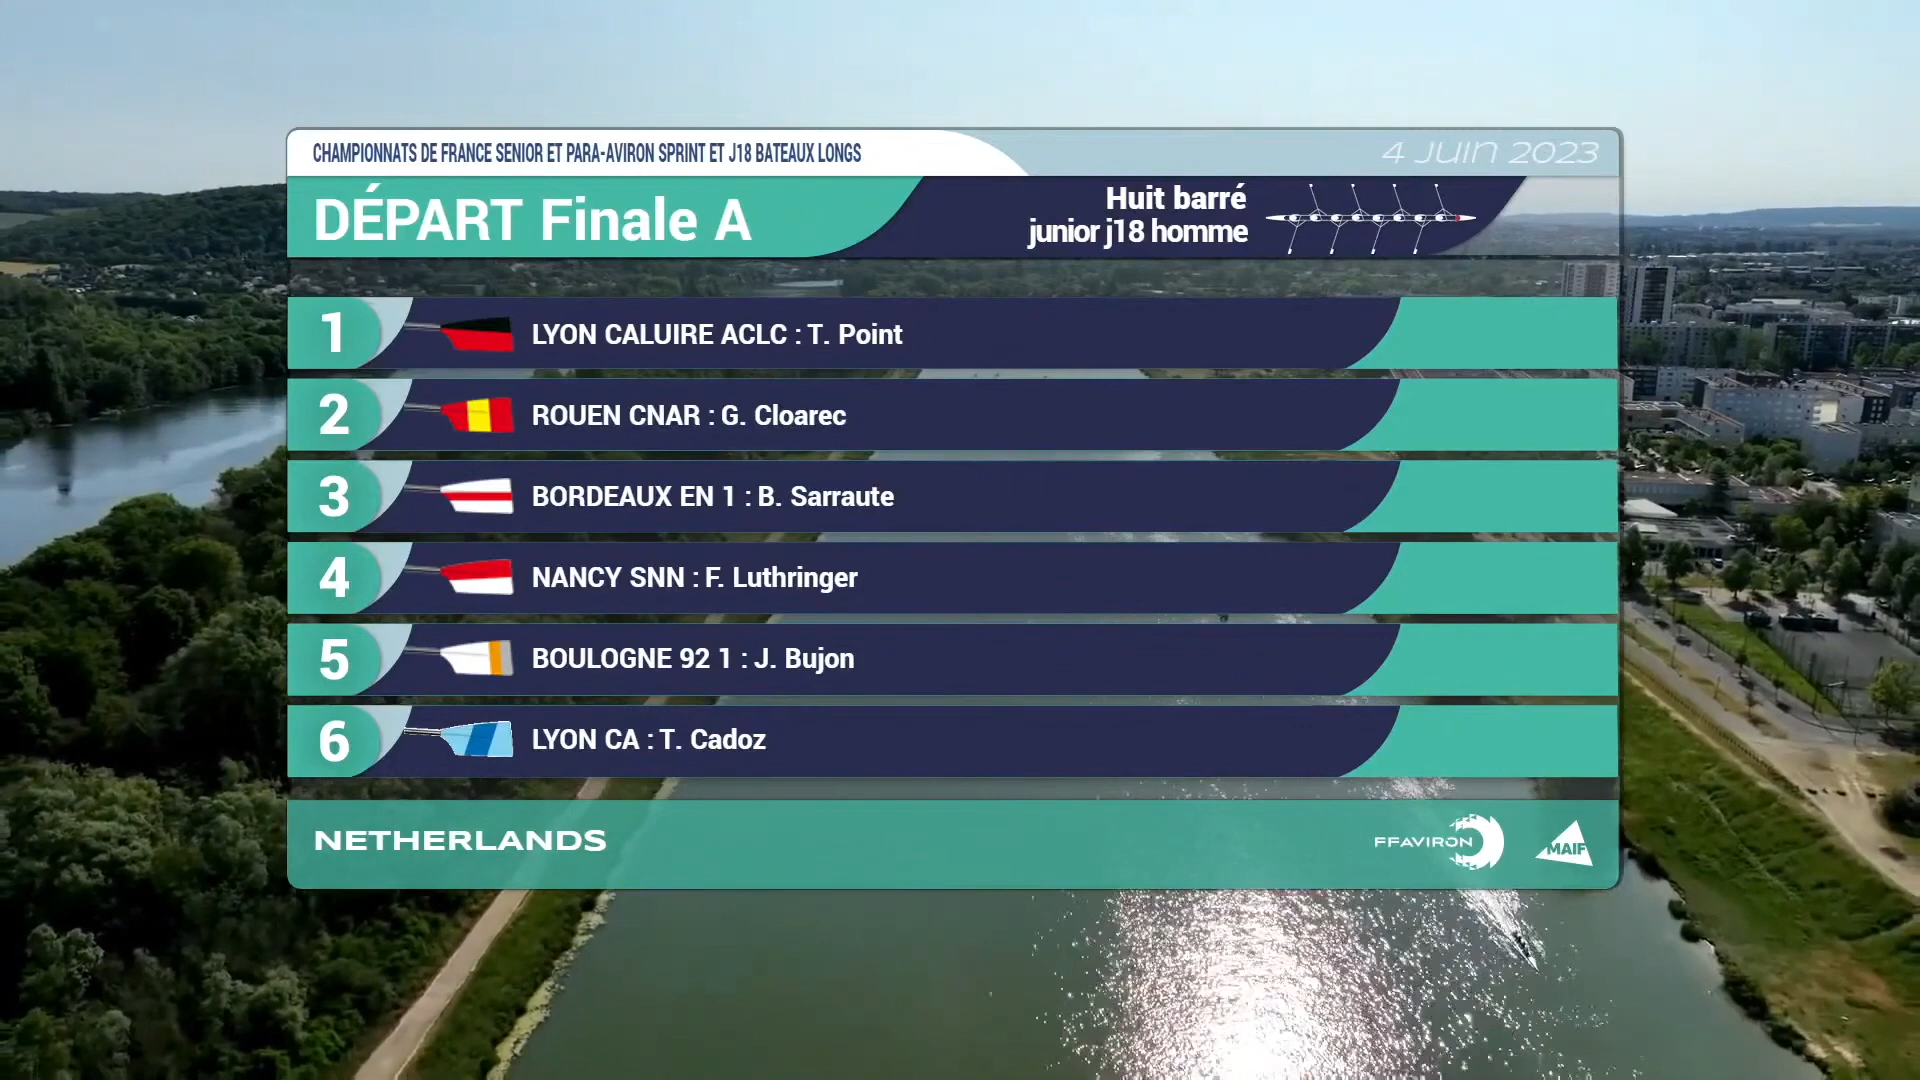 CHAMPIONNATS DE FRANCE SENIOR ET PARA-AVIRON SPRINT ET J18 BATEAUX LONGS
4 JUIN 2023
DÉPART Finale A
Huit barré
junior j18 homme
1 LYON CALUIRE ACLC : T. Point
2 ROUEN CNAR : G. Cloarec
3 BORDEAUX EN 1 : B. Sarraute
4 NANCY SNN : F. Luthringer
5 BOULOGNE 92 1 : J. Bujon
6 LYON CA : T. Cadoz
NETHERLANDS
FFAVIRON
MAIF